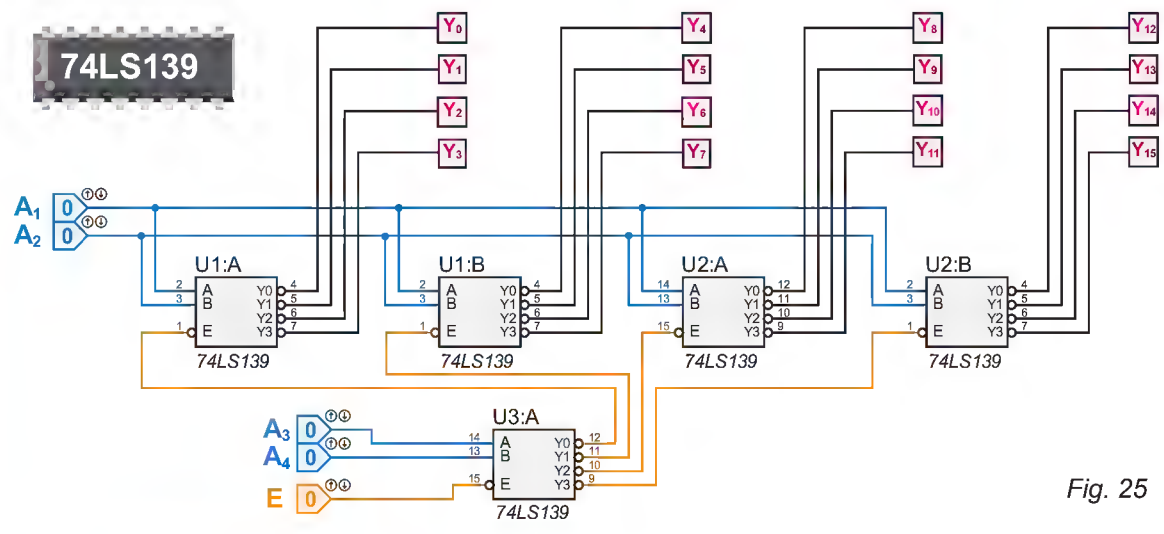 74LS139
Y0 Y4 Y8 Y12
Y1 Y5 Y9 Y13
Y2 Y6 Y10 Y14
Y3 Y7 Y11 Y15
A1 0
A2 0
U1:A U1:B U2:A U2:B
2 A Y0 4 2 A Y0 4 14 A Y0 12 2 A Y0 4
3 B Y1 5 3 B Y1 5 13 B Y1 11 3 B Y1 5
Y2 6 Y2 6 Y2 10 Y2 6
1 E Y3 7 1 E Y3 7 15 E Y3 9 1 E Y3 7
74LS139 74LS139 74LS139 74LS139
U3:A
A3 0 14 A Y0 12
A4 0 13 B Y1 11
Y2 10
E 0 15 E Y3 9
74LS139
Fig. 25